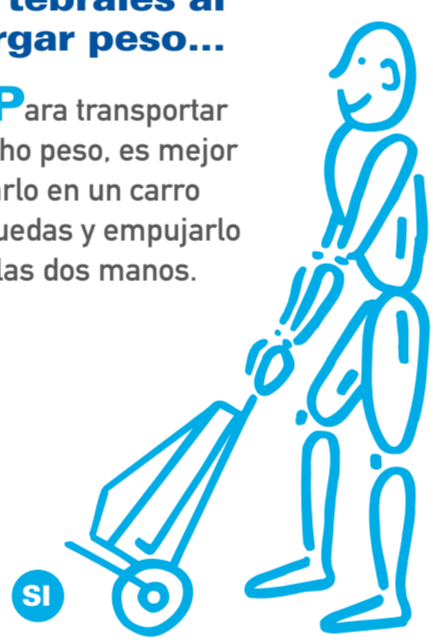 tebrales al
rgar peso...
Para transportar
ho peso, es mejor
arlo en un carro
uedas y empujarlo
las dos manos.
SI